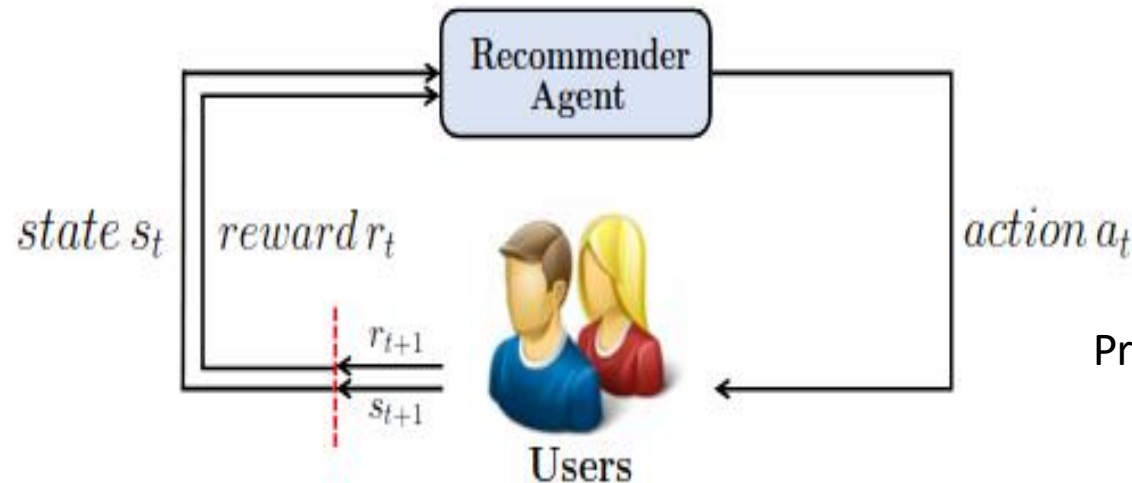 Recommender
Agent
state s_t
reward r_t
action a_t
r_{t+1}
s_{t+1}
Users
Pr